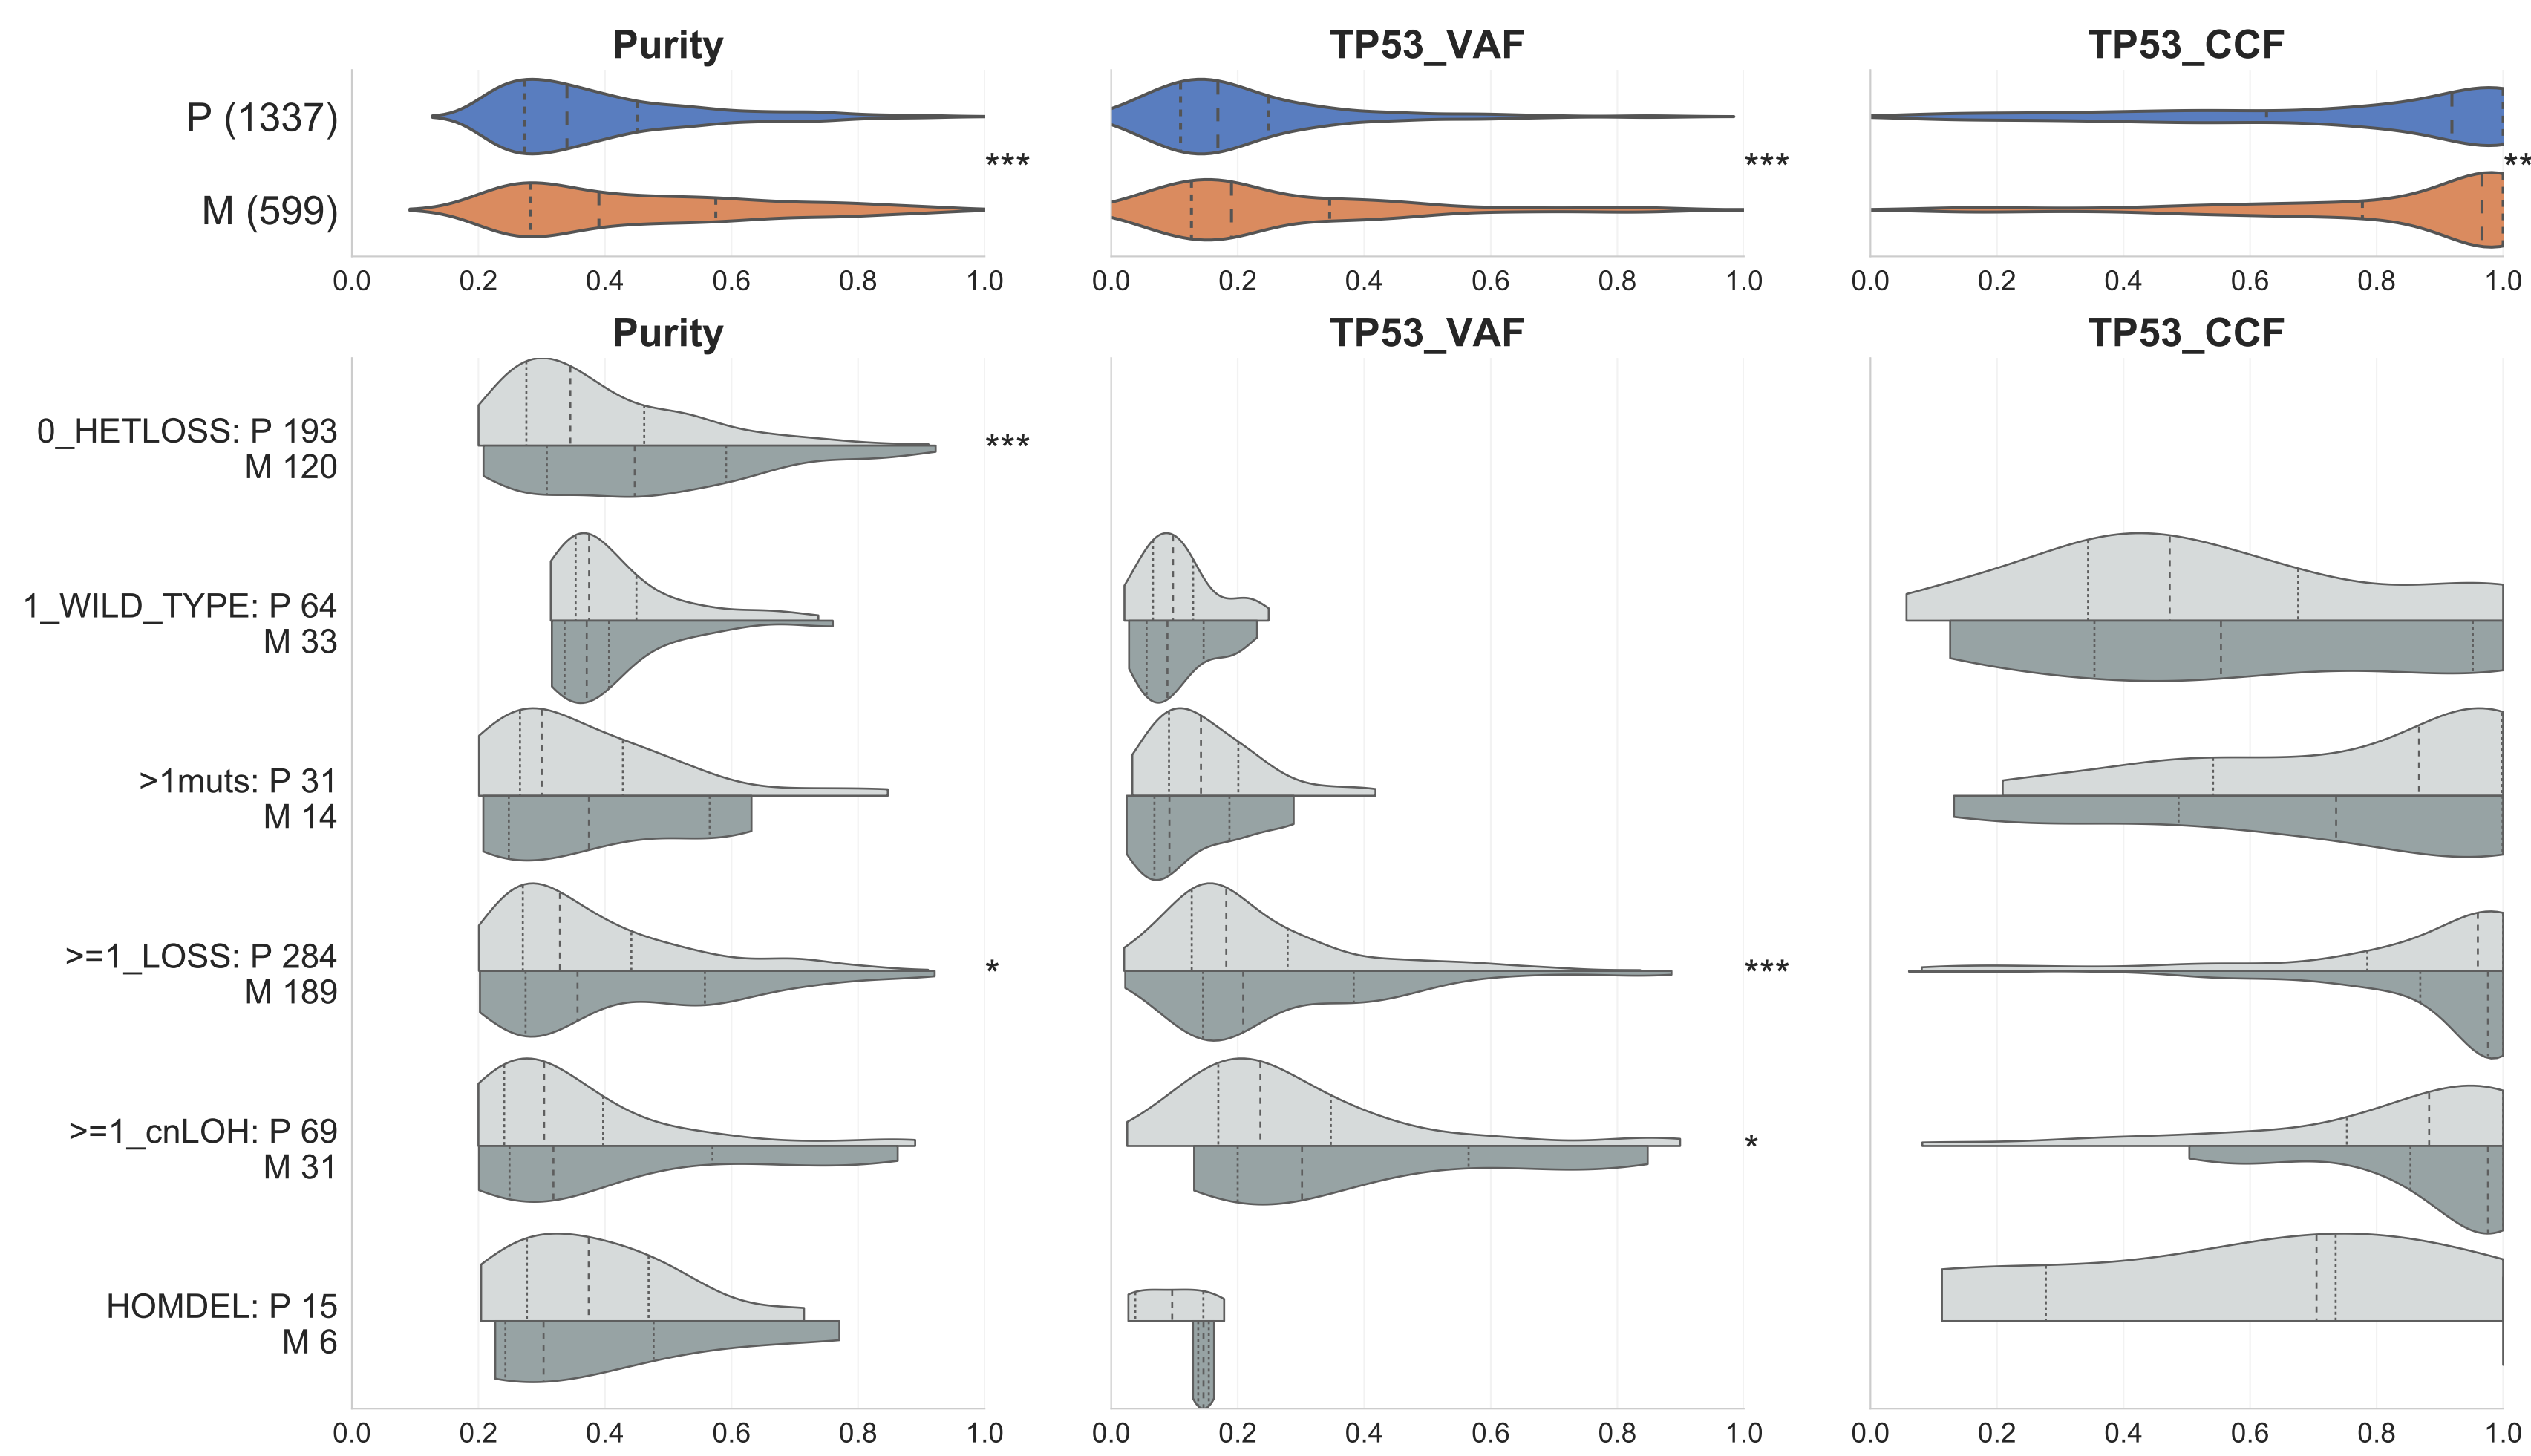 Purity TP53_VAF TP53_CCF
P (1337)
*** *** **
M (599)
0.0 0.2 0.4 0.6 0.8 1.0 0.0 0.2 0.4 0.6 0.8 1.0 0.0 0.2 0.4 0.6 0.8 1.0
Purity TP53_VAF TP53_CCF
0_HETLOSS: P 193
***
M 120
1_WILD_TYPE: P 64
M 33
>1muts: P 31
M 14
>=1_LOSS: P 284
* ***
M 189
>=1_cnLOH: P 69
*
M 31
HOMDEL: P 15
M 6
0.0 0.2 0.4 0.6 0.8 1.0 0.0 0.2 0.4 0.6 0.8 1.0 0.0 0.2 0.4 0.6 0.8 1.0